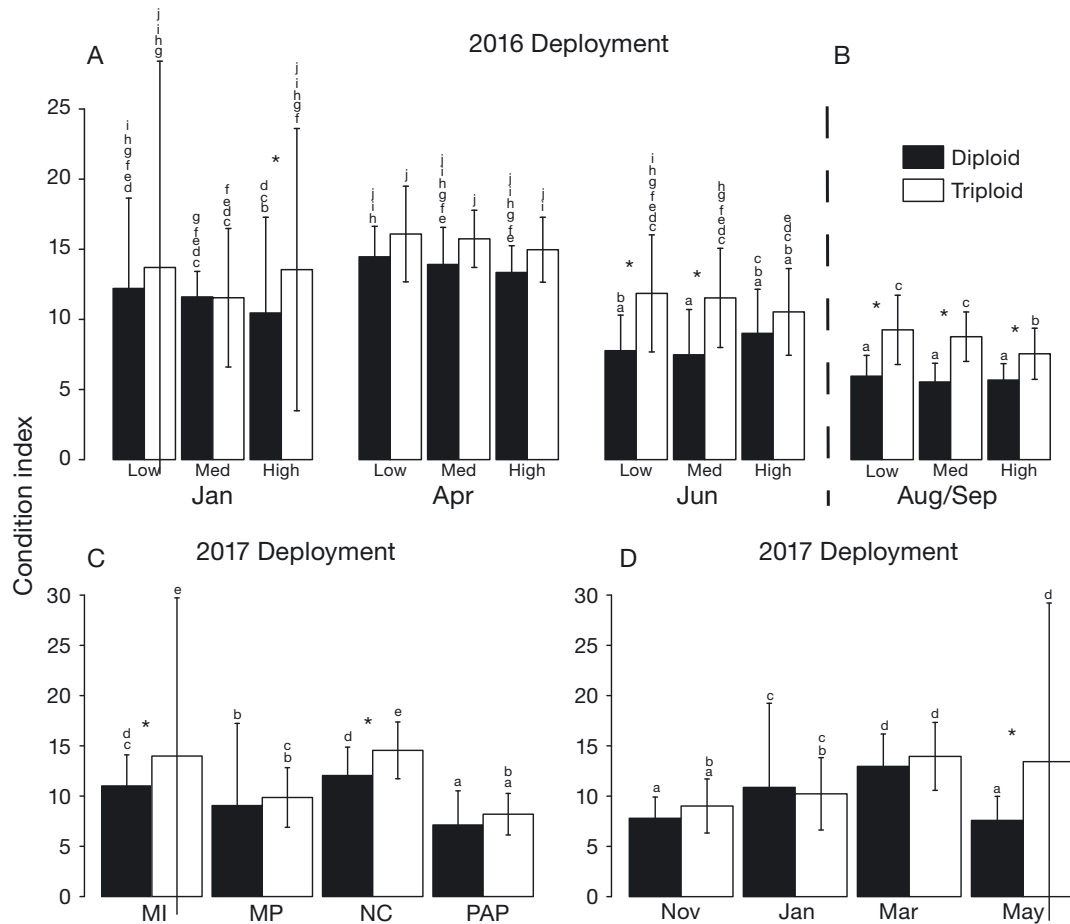 2016 Deployment
A
B
Condition index
25
20
15
10
5
0
i
h
g
f
e
d
j
i
h
g
g
f
e
d
c
f
e
d
c
*
d
c
b
j
i
h
g
f
j
i
h
j
j
i
h
g
f
e
j
j
i
h
g
f
e
j
i
*
b
a
i
h
g
f
e
d
c
*
a
h
g
f
e
d
c
c
b
a
e
d
c
b
a
Diploid
Triploid
*
a
c
*
a
c
*
a
b
Low Med High
Jan
Low Med High
Apr
Low Med High
Jun
Low Med High
Aug/Sep
C
2017 Deployment
30
25
20
15
10
5
0
d
c
*
e
b
c
b
d
*
e
a
b
a
MI MP NC PAP
D
2017 Deployment
30
25
20
15
10
5
0
a
b
a
c
c
b
d
d
a
*
d
Nov Jan Mar May